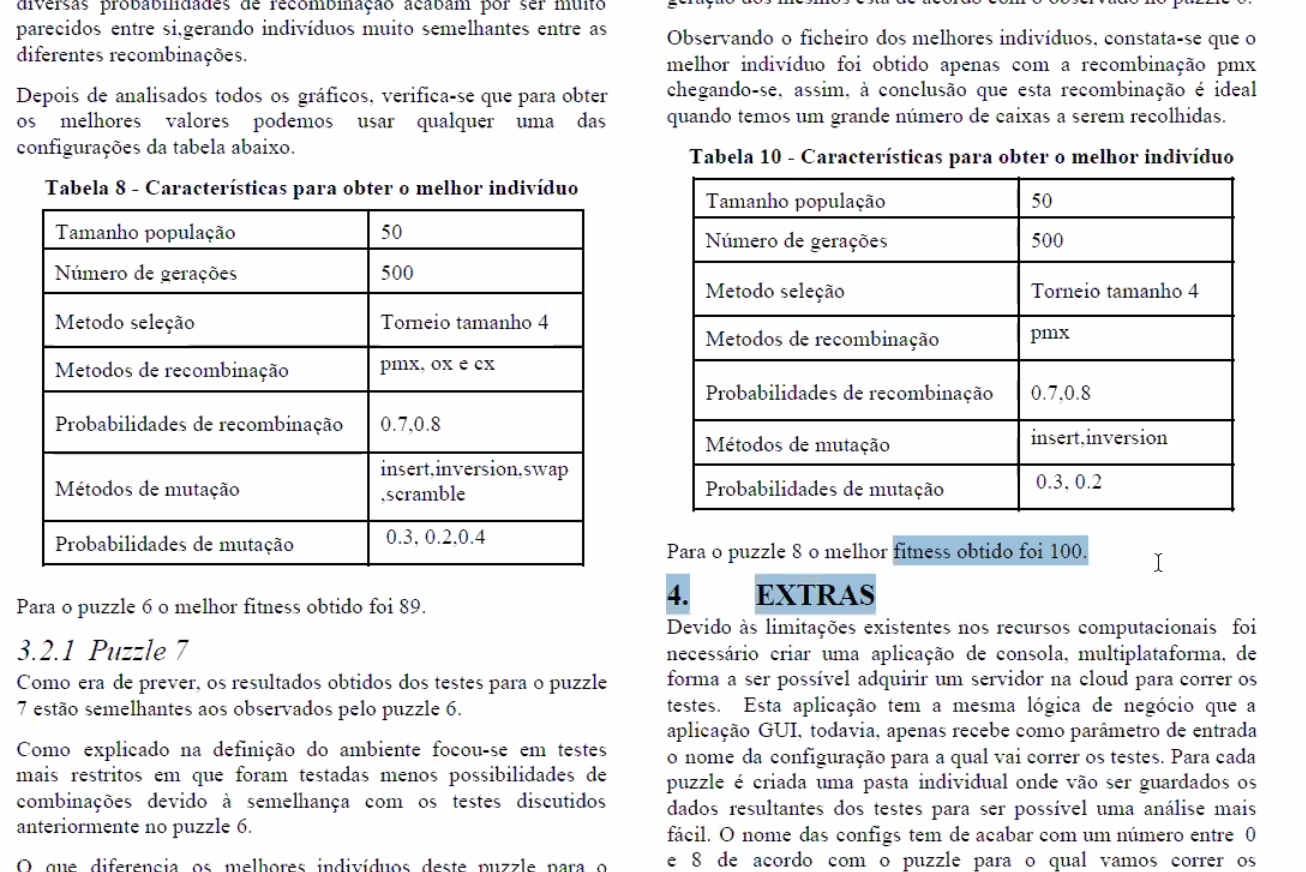 diversas probabilidades de recombinação acabam por ser muito
parecidos entre si,gerando indivíduos muito semelhantes entre as
diferentes recombinações.
Depois de analisados todos os gráficos, verifica-se que para obter
os melhores valores podemos usar qualquer uma das
configurações da tabela abaixo.
Tabela 8 - Características para obter o melhor indivíduo
Tamanho população 50
Número de gerações 500
Metodo seleção Torneio tamanho 4
Metodos de recombinação pmx, ox e cx
Probabilidades de recombinação 0.7,0.8
Métodos de mutação insert,inversion,swap
,scramble
Probabilidades de mutação 0.3, 0.2,0.4
Para o puzzle 6 o melhor fitness obtido foi 89.
3.2.1 Puzzle 7
Como era de prever, os resultados obtidos dos testes para o puzzle
7 estão semelhantes aos observados pelo puzzle 6.
Como explicado na definição do ambiente focou-se em testes
mais restritos em que foram testadas menos possibilidades de
combinações devido à semelhança com os testes discutidos
anteriormente no puzzle 6.
O que diferencia os melhores indivíduos deste puzzle para o
geração dos mesmos está de acordo com o observado no puzzle 6.
Observando o ficheiro dos melhores indivíduos, constata-se que o
melhor indivíduo foi obtido apenas com a recombinação pmx
chegando-se, assim, à conclusão que esta recombinação é ideal
quando temos um grande número de caixas a serem recolhidas.
Tabela 10 - Características para obter o melhor indivíduo
Tamanho população 50
Número de gerações 500
Metodo seleção Torneio tamanho 4
Metodos de recombinação pmx
Probabilidades de recombinação 0.7,0.8
Métodos de mutação insert,inversion
Probabilidades de mutação 0.3, 0.2
Para o puzzle 8 o melhor fitness obtido foi 100.
4. EXTRAS
Devido às limitações existentes nos recursos computacionais foi
necessário criar uma aplicação de consola, multiplataforma, de
forma a ser possível adquirir um servidor na cloud para correr os
testes. Esta aplicação tem a mesma lógica de negócio que a
aplicação GUI, todavia, apenas recebe como parâmetro de entrada
o nome da configuração para a qual vai correr os testes. Para cada
puzzle é criada uma pasta individual onde vão ser guardados os
dados resultantes dos testes para ser possível uma análise mais
fácil. O nome das configs tem de acabar com um número entre 0
e 8 de acordo com o puzzle para o qual vamos correr os